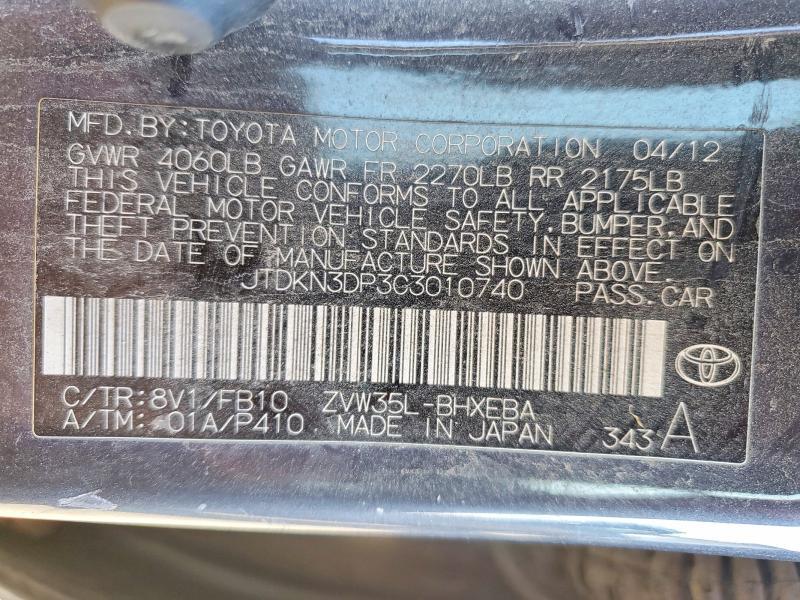 MFD. BY: TOYOTA MOTOR CORPORATION 04/12
GVWR 4060LB GAWR FR 2270LB RR 2175LB
THIS VEHICLE CONFORMS TO ALL APPLICABLE
FEDERAL MOTOR VEHICLE SAFETY, BUMPER, AND
THEFT PREVENTION STANDARDS IN EFFECT ON
THE DATE OF MANUFACTURE SHOWN ABOVE.
JTDKN3DP3C3010740 PASS. CAR
C/TR: 8V1/FB10 ZVW35L-BHXEBA
A/TM: -01A/P410 MADE IN JAPAN 343 A